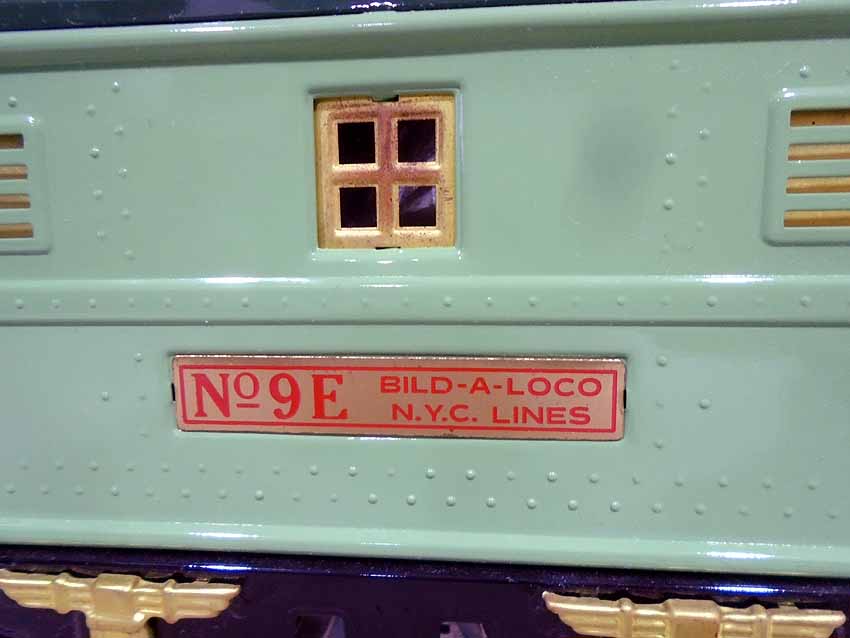 No 9E
BILD-A-LOCO
N.Y.C. LINES